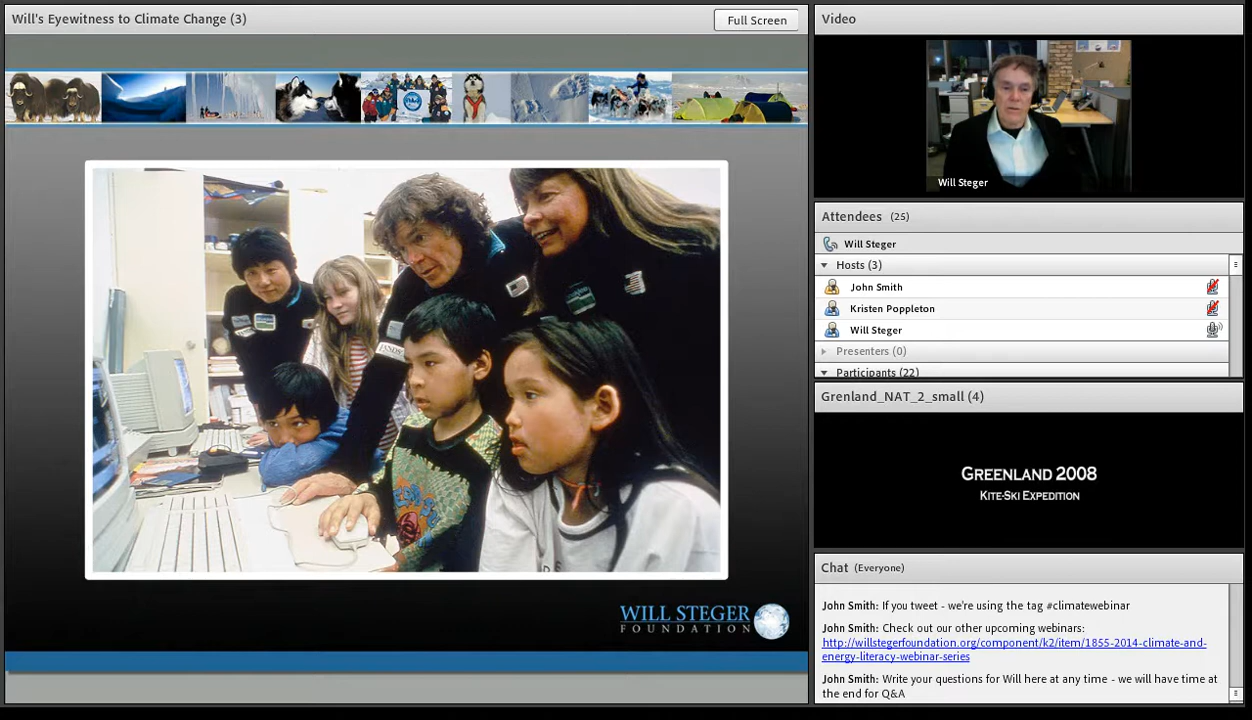 Will's Eyewitness to Climate Change (3)
Full Screen
WILL STEGER
FOUNDATION
Video
Will Steger
Attendees (25)
Will Steger
Hosts (3)
John Smith
Kristen Poppleton
Will Steger
Presenters (0)
Participants (22)
Grenland_NAT_2_small (4)
GREENLAND 2008
KITE-SKI EXPEDITION
Chat (Everyone)
John Smith: If you tweet - we're using the tag #climatewebinar
John Smith: Check out our other upcoming webinars:
http://willstegerfoundation.org/component/k2/item/1855-2014-climate-and-
energy-literacy-webinar-series
John Smith: Write your questions for Will here at any time - we will have time at
the end for Q&A